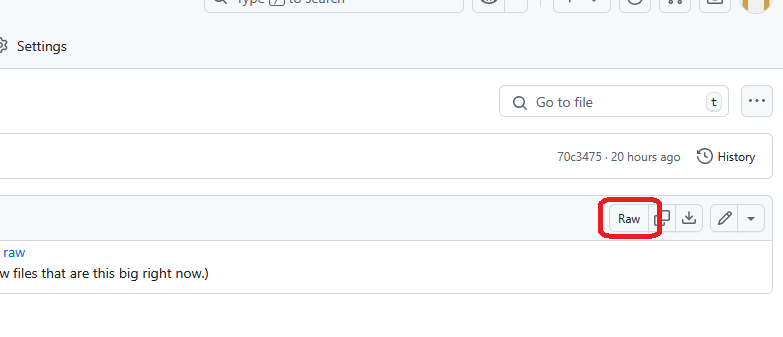 Type / to search
Settings
Go to file
t
70c3475 · 20 hours ago
History
Raw
raw
w files that are this big right now.)